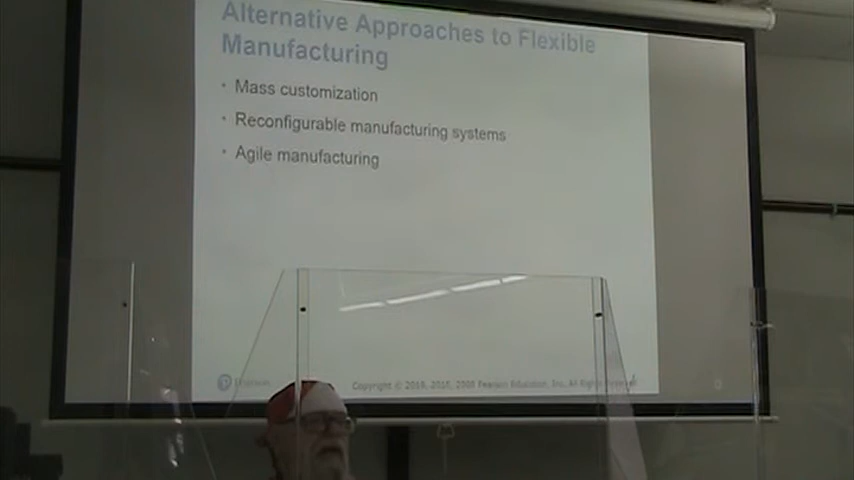 Alternative Approaches to Flexible
Manufacturing
• Mass customization
• Reconfigurable manufacturing systems
• Agile manufacturing
Pearson
Copyright © 2019, 2015, 2008 Pearson Education, Inc. All Rights Reserved